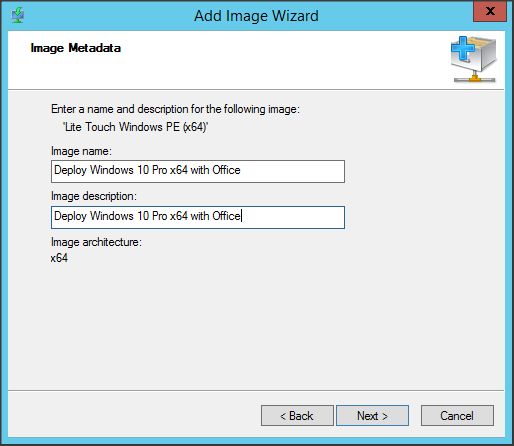 Add Image Wizard
x
Image Metadata
Enter a name and description for the following image:
'Lite Touch Windows PE (x64)'
Image name:
Deploy Windows 10 Pro x64 with Office
Image description:
Deploy Windows 10 Pro x64 with Office
Image architecture:
x64
< Back Next > Cancel